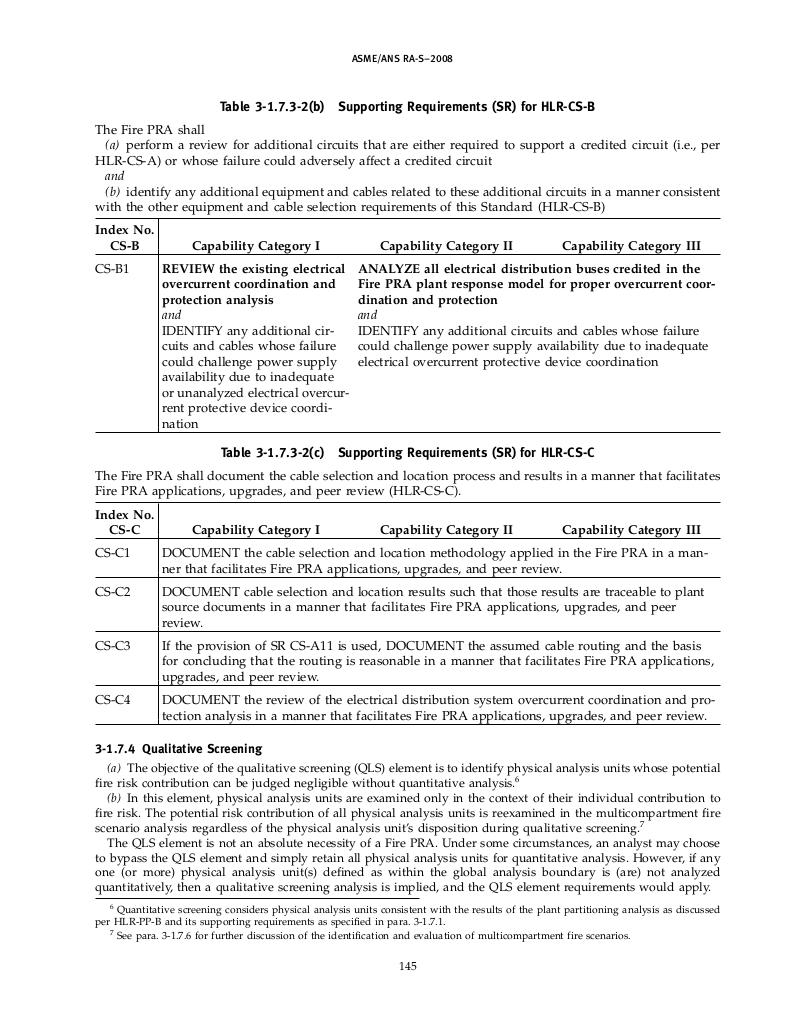 ASME/ANS RA-S–2008
Table 3-1.7.3-2(b) Supporting Requirements (SR) for HLR-CS-B
The Fire PRA shall
(a) perform a review for additional circuits that are either required to support a credited circuit (i.e., per
HLR-CS-A) or whose failure could adversely affect a credited circuit
and
(b) identify any additional equipment and cables related to these additional circuits in a manner consistent
with the other equipment and cable selection requirements of this Standard (HLR-CS-B)
Index No.
CS-B Capability Category I Capability Category II Capability Category III
CS-B1
REVIEW the existing electrical
overcurrent coordination and
protection analysis
and
IDENTIFY any additional cir-
cuits and cables whose failure
could challenge power supply
availability due to inadequate
or unanalyzed electrical overcur-
rent protective device coordi-
nation
ANALYZE all electrical distribution buses credited in the
Fire PRA plant response model for proper overcurrent coor-
dination and protection
and
IDENTIFY any additional circuits and cables whose failure
could challenge power supply availability due to inadequate
electrical overcurrent protective device coordination
Table 3-1.7.3-2(c) Supporting Requirements (SR) for HLR-CS-C
The Fire PRA shall document the cable selection and location process and results in a manner that facilitates
Fire PRA applications, upgrades, and peer review (HLR-CS-C).
Index No.
CS-C Capability Category I Capability Category II Capability Category III
CS-C1 DOCUMENT the cable selection and location methodology applied in the Fire PRA in a man-
ner that facilitates Fire PRA applications, upgrades, and peer review.
CS-C2 DOCUMENT cable selection and location results such that those results are traceable to plant
source documents in a manner that facilitates Fire PRA applications, upgrades, and peer
review.
CS-C3 If the provision of SR CS-A11 is used, DOCUMENT the assumed cable routing and the basis
for concluding that the routing is reasonable in a manner that facilitates Fire PRA applications,
upgrades, and peer review.
CS-C4 DOCUMENT the review of the electrical distribution system overcurrent coordination and pro-
tection analysis in a manner that facilitates Fire PRA applications, upgrades, and peer review.
3-1.7.4 Qualitative Screening
(a) The objective of the qualitative screening (QLS) element is to identify physical analysis units whose potential
fire risk contribution can be judged negligible without quantitative analysis.6
(b) In this element, physical analysis units are examined only in the context of their individual contribution to
fire risk. The potential risk contribution of all physical analysis units is reexamined in the multicompartment fire
scenario analysis regardless of the physical analysis unit's disposition during qualitative screening.7
The QLS element is not an absolute necessity of a Fire PRA. Under some circumstances, an analyst may choose
to bypass the QLS element and simply retain all physical analysis units for quantitative analysis. However, if any
one (or more) physical analysis unit(s) defined as within the global analysis boundary is (are) not analyzed
quantitatively, then a qualitative screening analysis is implied, and the QLS element requirements would apply.
6 Quantitative screening considers physical analysis units consistent with the results of the plant partitioning analysis as discussed
per HLR-PP-B and its supporting requirements as specified in para. 3-1.7.1.
7 See para. 3-1.7.6 for further discussion of the identification and evaluation of multicompartment fire scenarios.
145